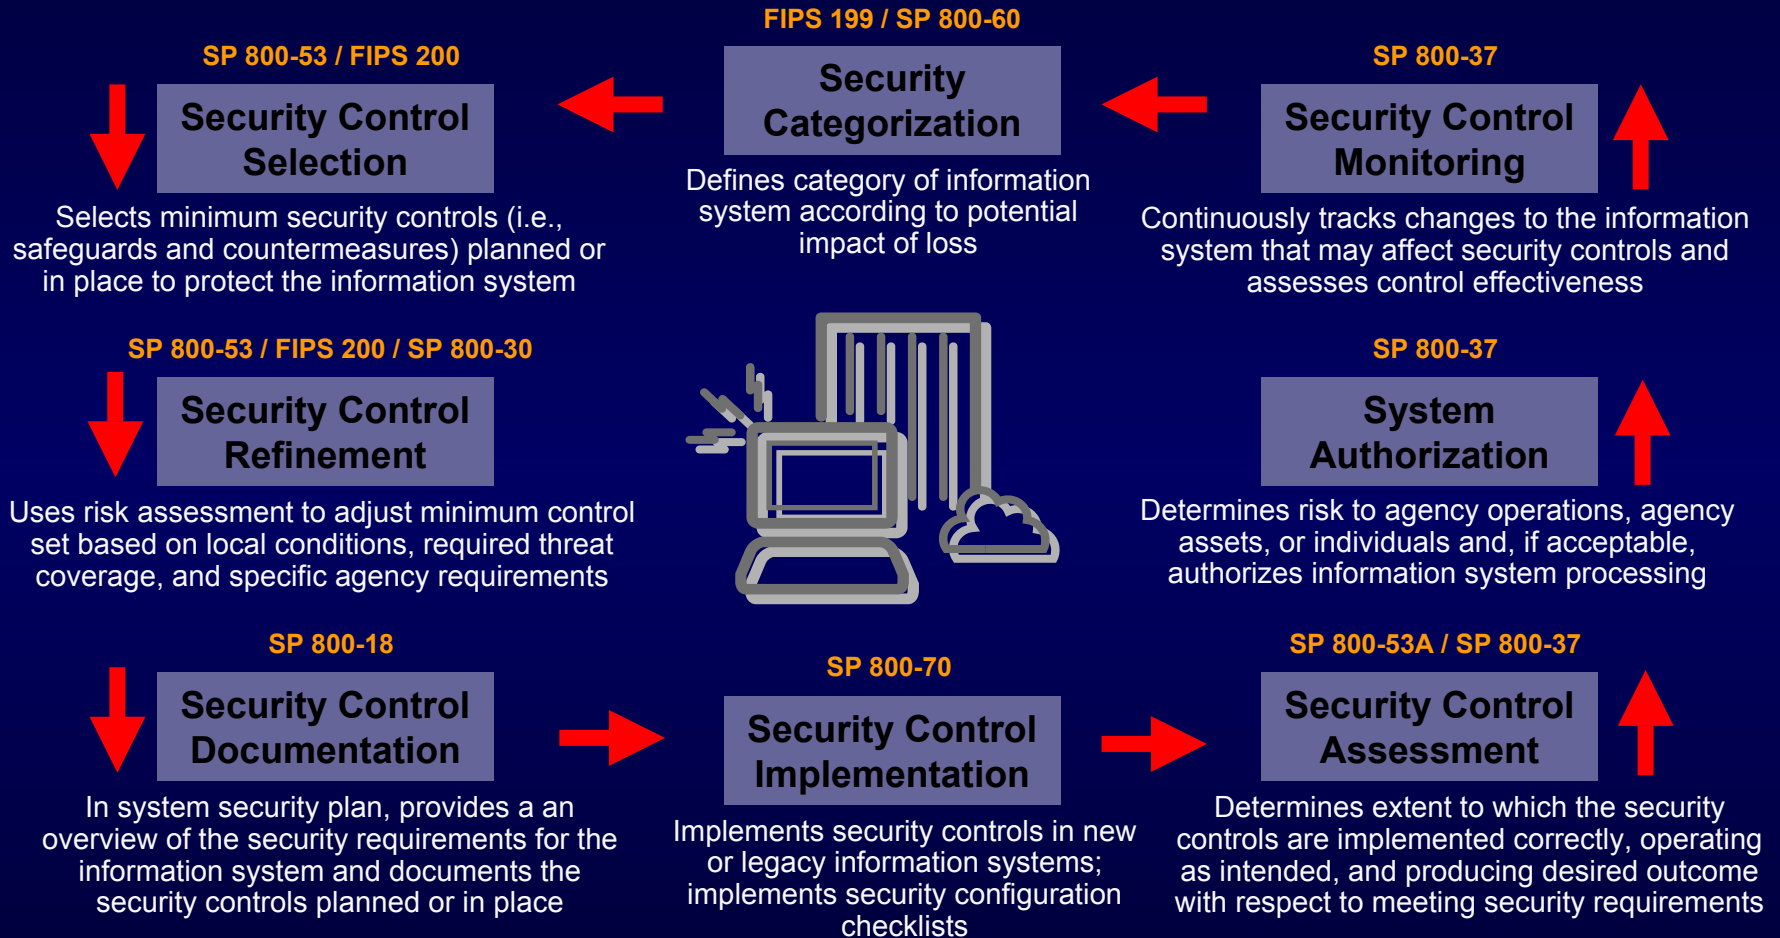 FIPS 199 / SP 800-60
Security
Categorization
Defines category of information
system according to potential
impact of loss
SP 800-53 / FIPS 200
Security Control
Selection
Selects minimum security controls (i.e.,
safeguards and countermeasures) planned or
in place to protect the information system
SP 800-53 / FIPS 200 / SP 800-30
Security Control
Refinement
Uses risk assessment to adjust minimum control
set based on local conditions, required threat
coverage, and specific agency requirements
SP 800-18
Security Control
Documentation
In system security plan, provides a an
overview of the security requirements for the
information system and documents the
security controls planned or in place
SP 800-70
Security Control
Implementation
Implements security controls in new
or legacy information systems;
implements security configuration
checklists
SP 800-53A / SP 800-37
Security Control
Assessment
Determines extent to which the security
controls are implemented correctly, operating
as intended, and producing desired outcome
with respect to meeting security requirements
SP 800-37
System
Authorization
Determines risk to agency operations, agency
assets, or individuals and, if acceptable,
authorizes information system processing
SP 800-37
Security Control
Monitoring
Continuously tracks changes to the information
system that may affect security controls and
assesses control effectiveness